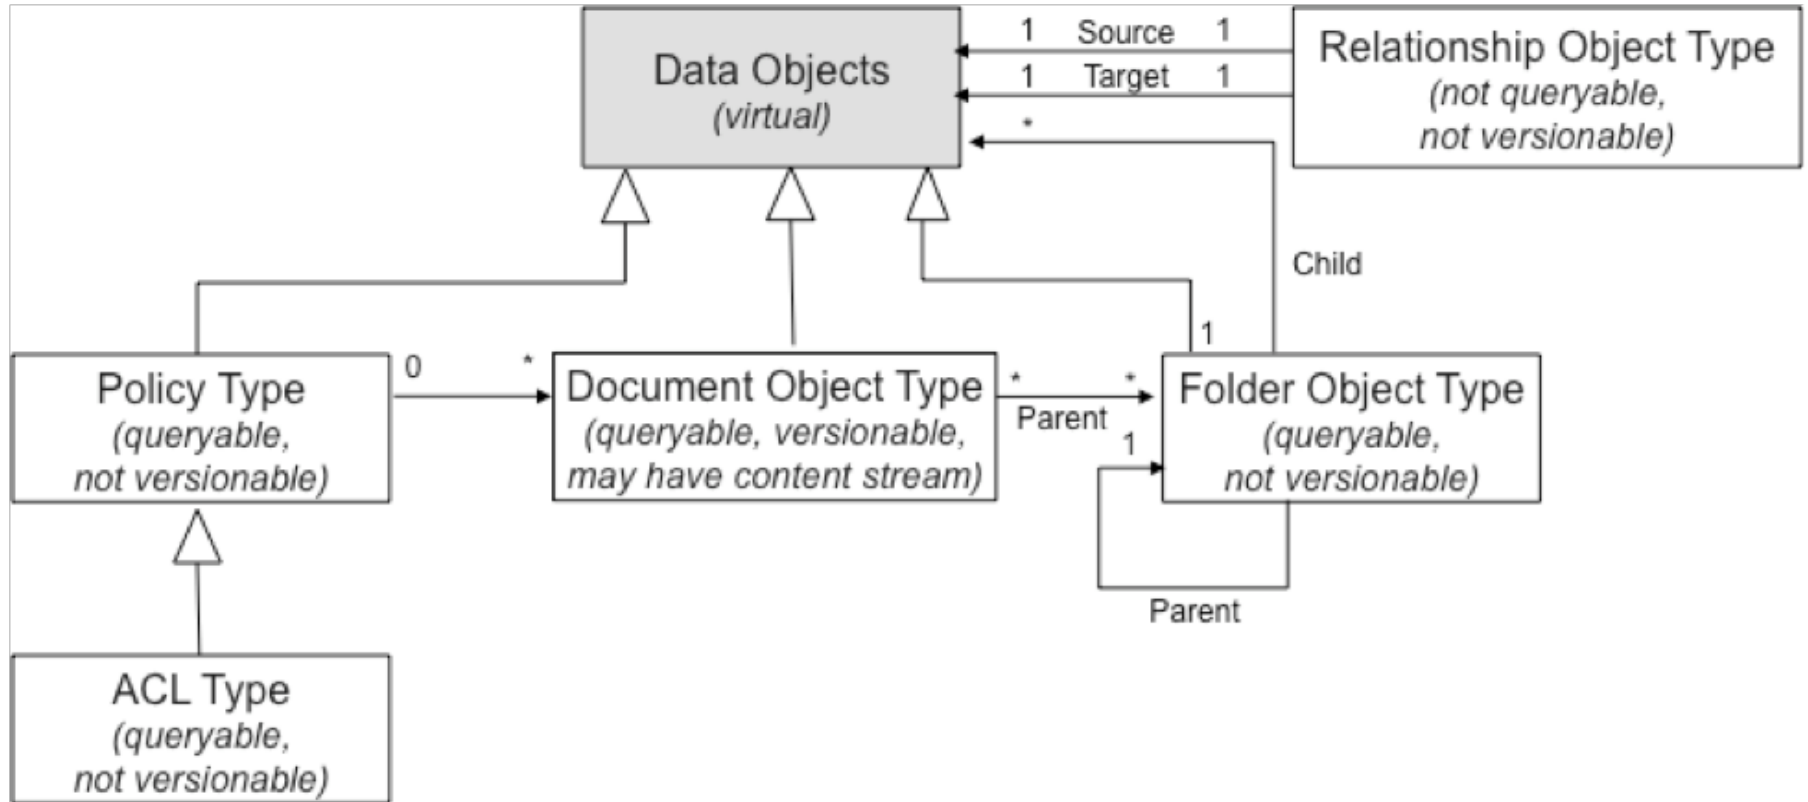 Data Objects
(virtual)
1 Source 1
1 Target 1
*
Relationship Object Type
(not queryable,
not versionable)
Child
1
Policy Type
(queryable,
not versionable)
0 *
Document Object Type
(queryable, versionable,
may have content stream)
* *
Parent
1
Folder Object Type
(queryable,
not versionable)
Parent
ACL Type
(queryable,
not versionable)